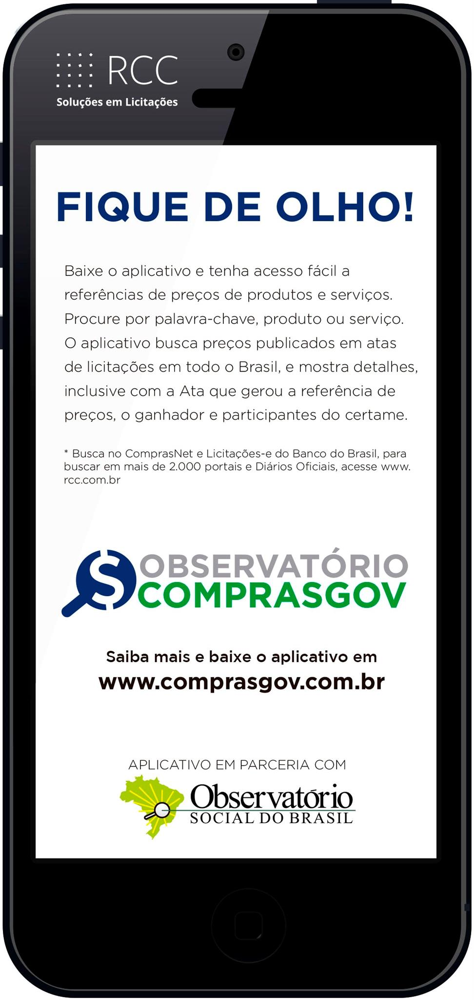 RCC
Soluções em Licitações
FIQUE DE OLHO!
Baixe o aplicativo e tenha acesso fácil a
referências de preços de produtos e serviços.
Procure por palavra-chave, produto ou serviço.
O aplicativo busca preços publicados em atas
de licitações em todo o Brasil, e mostra detalhes,
inclusive com a Ata que gerou a referência de
preços, o ganhador e participantes do certame.
* Busca no ComprasNet e Licitações-e do Banco do Brasil, para
buscar em mais de 2.000 portais e Diários Oficiais, acesse www.
rcc.com.br
OBSERVATÓRIO
COMPRASGOV
Saiba mais e baixe o aplicativo em
www.comprasgov.com.br
APLICATIVO EM PARCERIA COM
Observatório
SOCIAL DO BRASIL